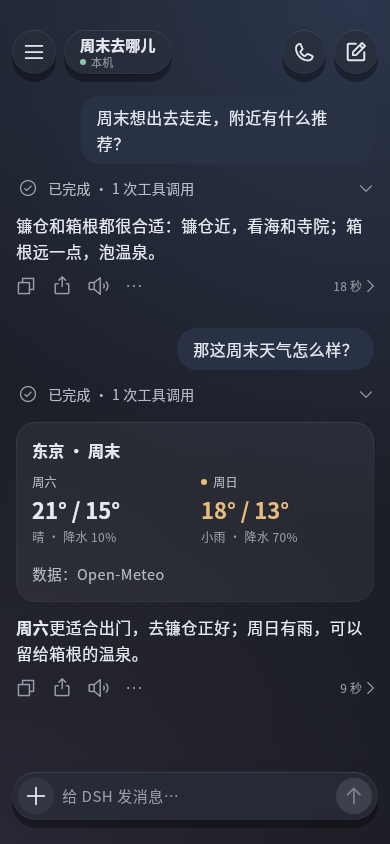 周末去哪儿
本机
周末想出去走走，附近有什么推
荐？
已完成 · 1 次工具调用
镰仓和箱根都很合适：镰仓近，看海和寺院；箱
根远一点，泡温泉。
18 秒
那这周末天气怎么样？
已完成 · 1 次工具调用
东京 · 周末
周六 周日
21° / 15° 18° / 13°
晴 · 降水 10% 小雨 · 降水 70%
数据：Open-Meteo
周六更适合出门，去镰仓正好；周日有雨，可以
留给箱根的温泉。
9 秒
给 DSH 发消息…